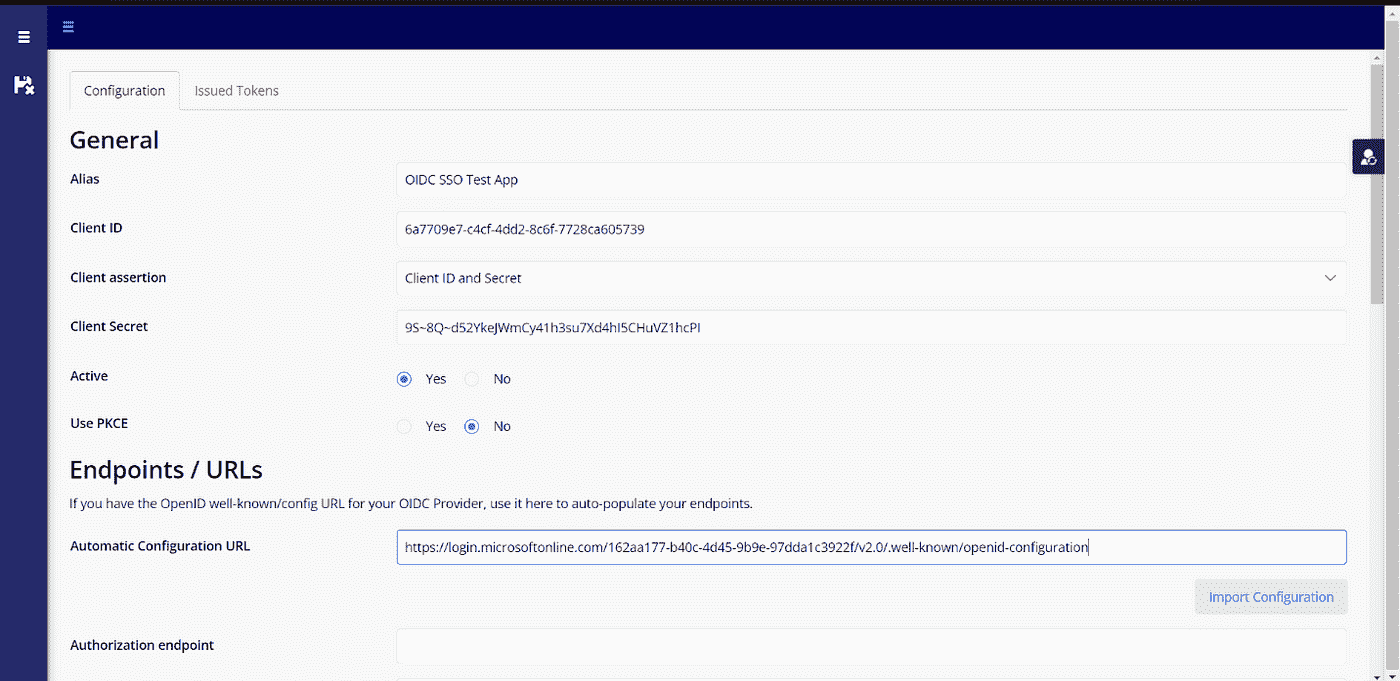 Configuration
Issued Tokens
General
Alias
OIDC SSO Test App
Client ID
6a7709e7-c4cf-4dd2-8c6f-7728ca605739
Client assertion
Client ID and Secret
Client Secret
9S~8Q~d52YkeJWmCy41h3su7Xd4hI5CHuVZ1hcPI
Active
Yes No
Use PKCE
Yes No
Endpoints / URLs
If you have the OpenID well-known/config URL for your OIDC Provider, use it here to auto-populate your endpoints.
Automatic Configuration URL
https://login.microsoftonline.com/162aa177-b40c-4d45-9b9e-97dda1c3922f/v2.0/.well-known/openid-configuration
Import Configuration
Authorization endpoint